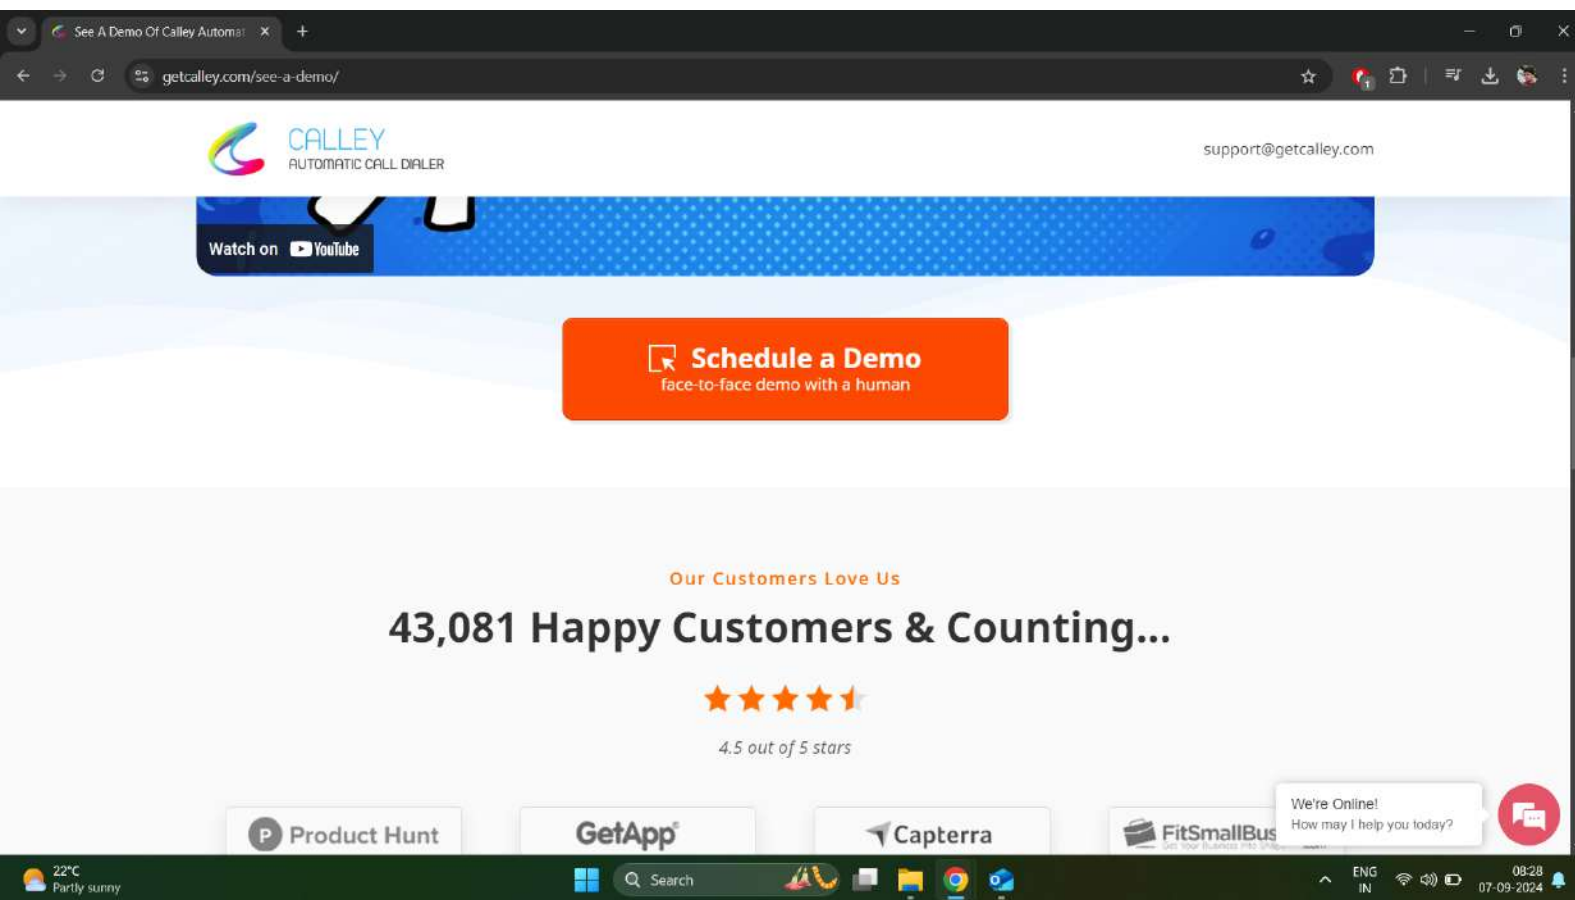 See A Demo Of Calley Automat
getcalley.com/see-a-demo/
1
CALLEY
AUTOMATIC CALL DIALER
support@getcalley.com
Watch on YouTube
Schedule a Demo
face-to-face demo with a human
Our Customers Love Us
43,081 Happy Customers & Counting...
4.5 out of 5 stars
P Product Hunt
GetApp
Capterra
FitSmallBus
We're Online!
How may I help you today?
22°C
Partly sunny
Search
ENG
IN
08:28
07-09-2024